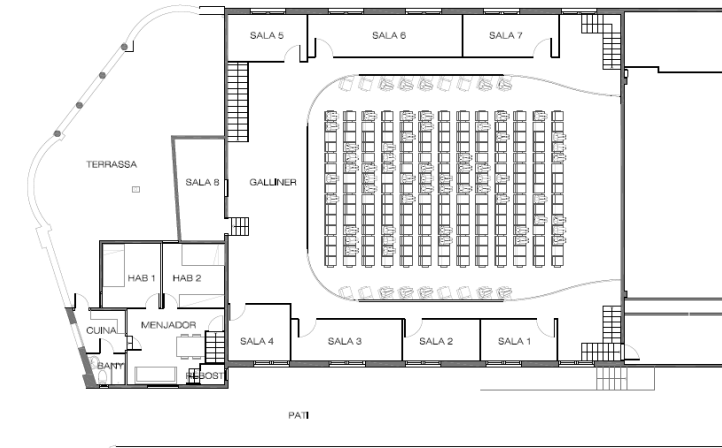 SALA 5
SALA 6
SALA 7
TERRASSA
SALA 8
GALLINER
HAB 1
HAB 2
CUINA
MENJADOR
SALA 4
SALA 3
SALA 2
SALA 1
BANY
REBOST
PATI